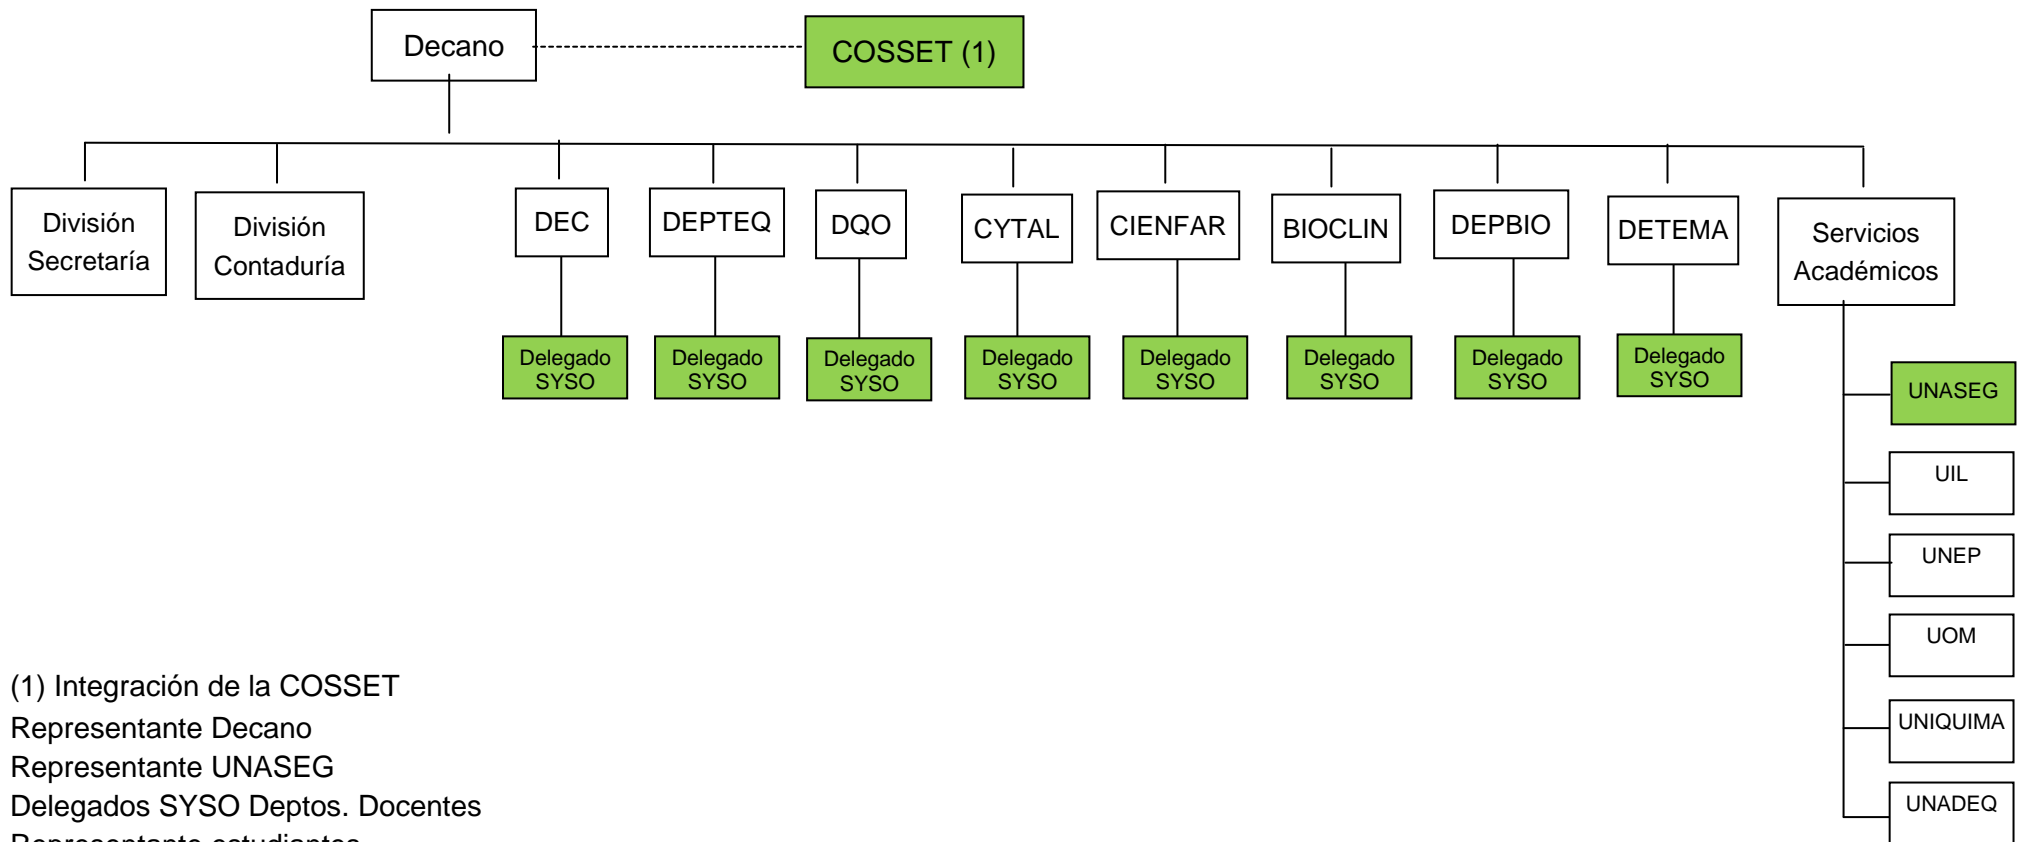 Decano
COSSET (1)
División
Secretaría
División
Contaduría
DEC
DEPTEQ
DQO
CYTAL
CIENFAR
BIOCLIN
DEPBIO
DETEMA
Servicios
Académicos
Delegado
SYSO
Delegado
SYSO
Delegado
SYSO
Delegado
SYSO
Delegado
SYSO
Delegado
SYSO
Delegado
SYSO
Delegado
SYSO
UNASEG
UIL
UNEP
UOM
UNIQUIMA
UNADEQ
(1) Integración de la COSSET
Representante Decano
Representante UNASEG
Delegados SYSO Deptos. Docentes
Representante estudiantes